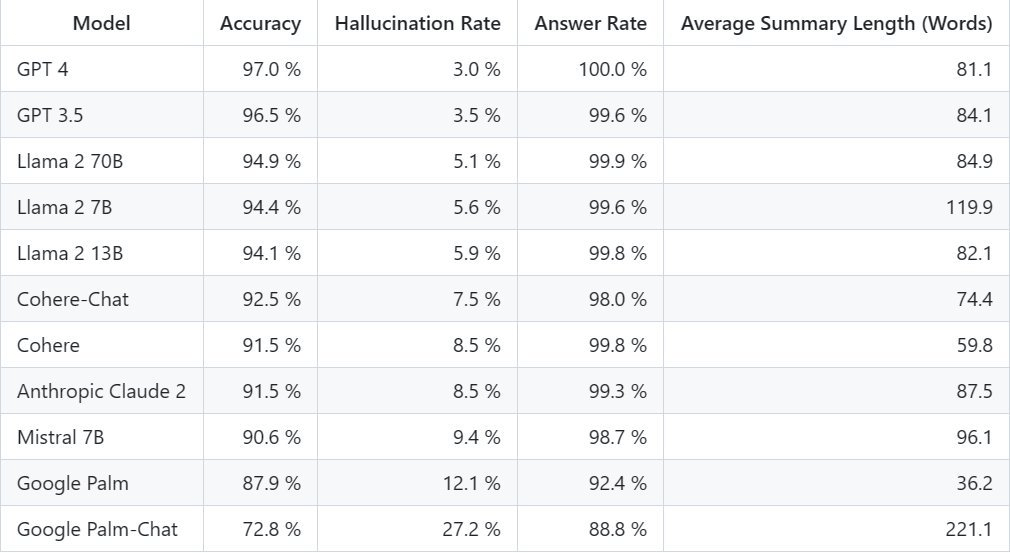 Model Accuracy Hallucination Rate Answer Rate Average Summary Length (Words)
GPT 4 97.0 % 3.0 % 100.0 % 81.1
GPT 3.5 96.5 % 3.5 % 99.6 % 84.1
Llama 2 70B 94.9 % 5.1 % 99.9 % 84.9
Llama 2 7B 94.4 % 5.6 % 99.6 % 119.9
Llama 2 13B 94.1 % 5.9 % 99.8 % 82.1
Cohere-Chat 92.5 % 7.5 % 98.0 % 74.4
Cohere 91.5 % 8.5 % 99.8 % 59.8
Anthropic Claude 2 91.5 % 8.5 % 99.3 % 87.5
Mistral 7B 90.6 % 9.4 % 98.7 % 96.1
Google Palm 87.9 % 12.1 % 92.4 % 36.2
Google Palm-Chat 72.8 % 27.2 % 88.8 % 221.1